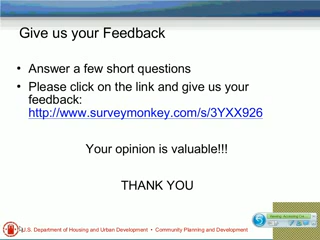 Give us your Feedback
• Answer a few short questions
• Please click on the link and give us your
feedback:
http://www.surveymonkey.com/s/3YXX926
Your opinion is valuable!!!
THANK YOU
U.S. Department of Housing and Urban Development • Community Planning and Development